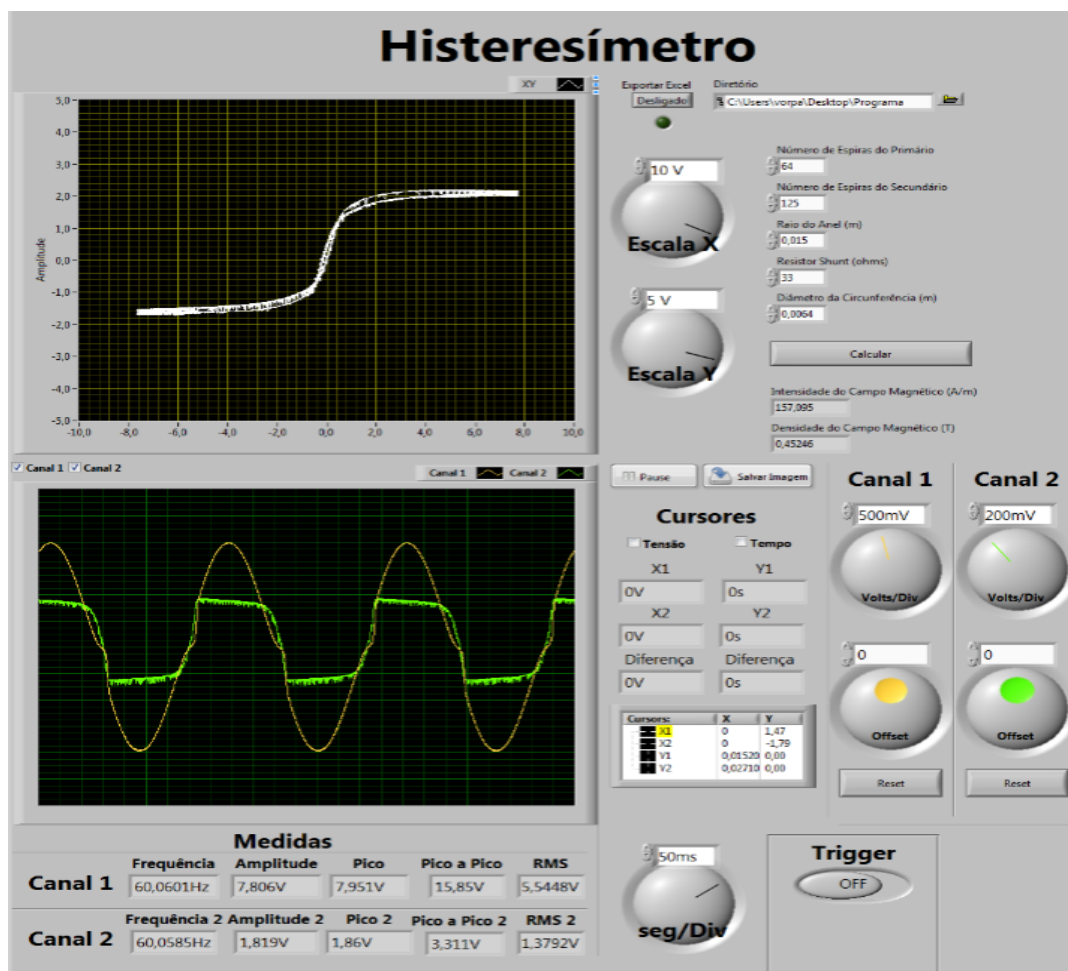 Histeresímetro
XY
Exportar Excel
Desligado
Diretório
C:\Users\vorpa\Desktop\Programa
5,0
4,0
3,0
2,0
1,0
0,0
-1,0
-2,0
-3,0
-4,0
-5,0
Amplitude
-10,0 -8,0 -6,0 -4,0 -2,0 0,0 2,0 4,0 6,0 8,0 10,0
10 V
Escala X
5 V
Escala Y
Número de Espiras do Primário
64
Número de Espiras do Secundário
125
Raio do Anel (m)
0,015
Resistor Shunt (ohms)
33
Diâmetro da Circunferência (m)
0,0064
Calcular
Intensidade do Campo Magnético (A/m)
157,095
Densidade do Campo Magnético (T)
0,45246
Canal 1 Canal 2
Canal 1 Canal 2
Pause
Salvar Imagem
Cursores
Tensão Tempo
X1 Y1
0V 0s
X2 Y2
0V 0s
Diferença Diferença
0V 0s
Cursors: X Y
X1 0 1,47
X2 0 -1,79
Y1 0,01520 0,00
Y2 0,02710 0,00
Canal 1
500mV
Volts/Div
0
Offset
Reset
Canal 2
200mV
Volts/Div
0
Offset
Reset
Medidas
Frequência Amplitude Pico Pico a Pico RMS
Canal 1 60,0601Hz 7,806V 7,951V 15,85V 5,5448V
Frequência 2 Amplitude 2 Pico 2 Pico a Pico 2 RMS 2
Canal 2 60,0585Hz 1,819V 1,86V 3,311V 1,3792V
50ms
seg/Div
Trigger
OFF